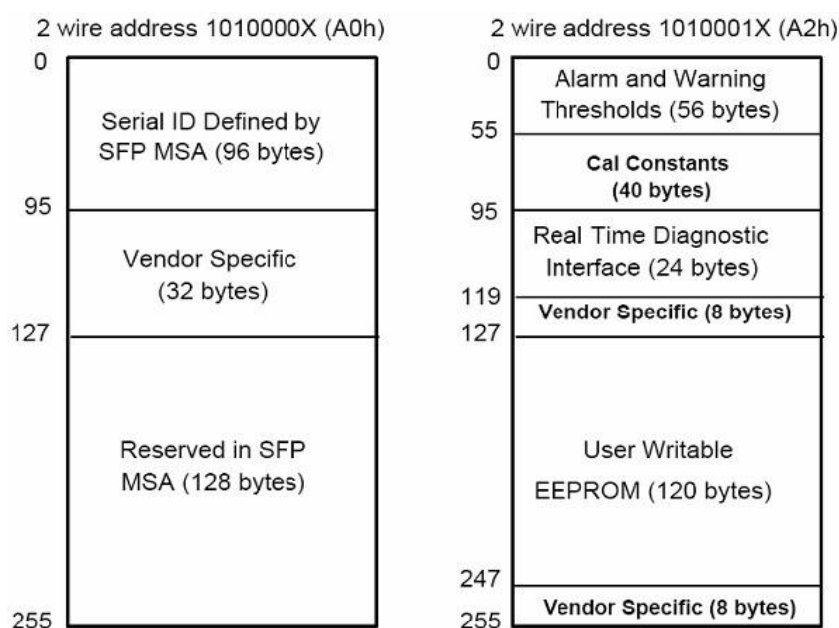 2 wire address 1010000X (A0h)
0
Serial ID Defined by
SFP MSA (96 bytes)
95
Vendor Specific
(32 bytes)
127
Reserved in SFP
MSA (128 bytes)
255
2 wire address 1010001X (A2h)
0
Alarm and Warning
Thresholds (56 bytes)
55
Cal Constants
(40 bytes)
95
Real Time Diagnostic
Interface (24 bytes)
119
Vendor Specific (8 bytes)
127
User Writable
EEPROM (120 bytes)
247
Vendor Specific (8 bytes)
255